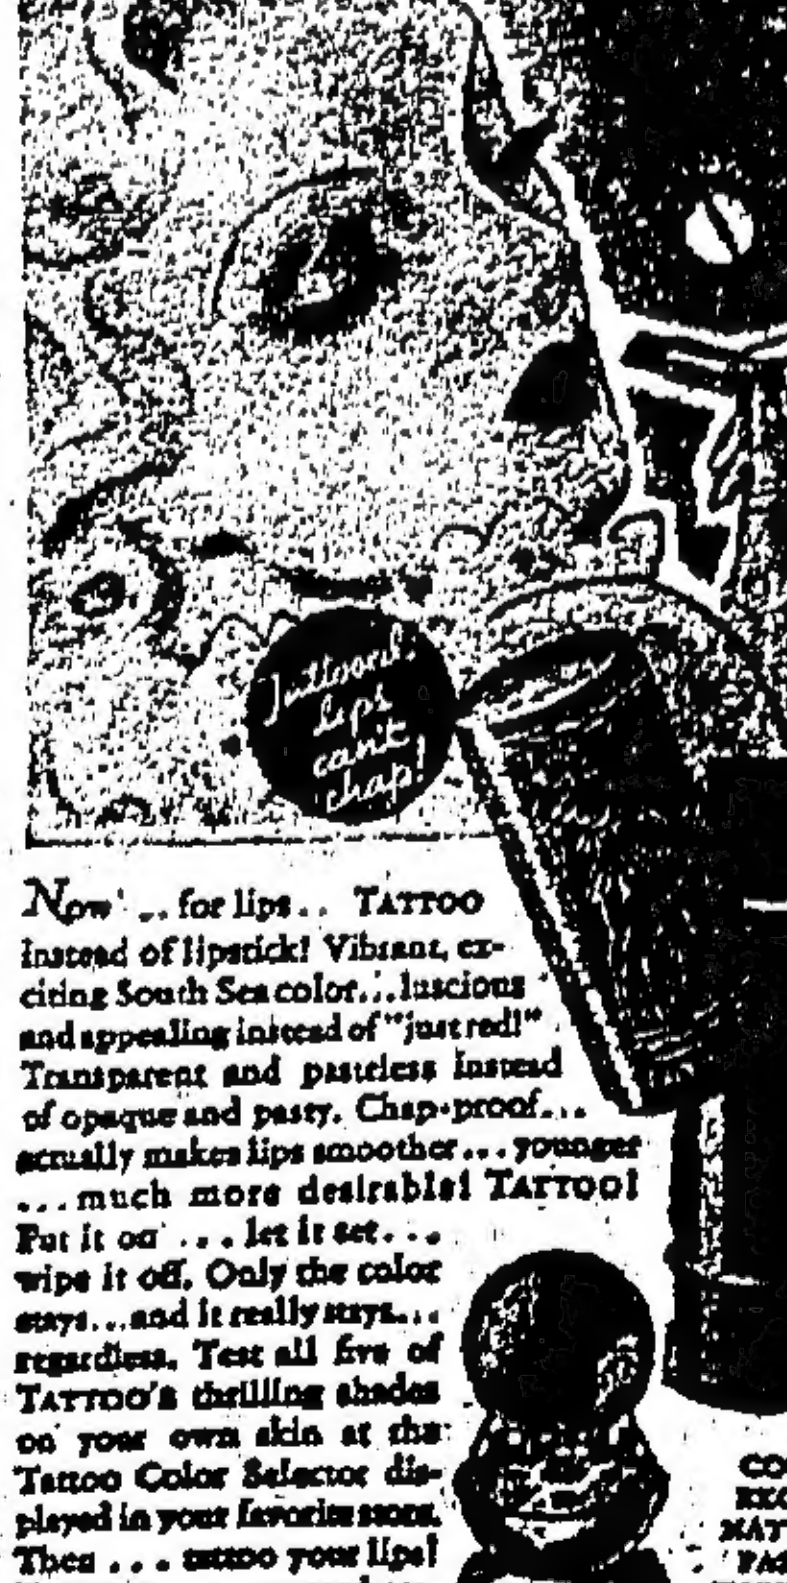 Tattooed
lips
can't
chap!
Now ... for lips .. TATTOO
instead of lipstick! Vibrant, ex-
citing South Sea color...luscious
and appealing instead of "just red!"
Transparent and pasteless instead
of opaque and pasty. Chap-proof...
actually makes lips smoother...younger
...much more desirable! TATTOO!
Put it on ... let it set...
wipe it off. Only the color
stays...and it really stays...
regardless. Test all five of
TATTOO's thrilling shades
on your own skin at the
Tattoo Color Selector dis-
played in your favorite store.
Then ... tattoo your lips!